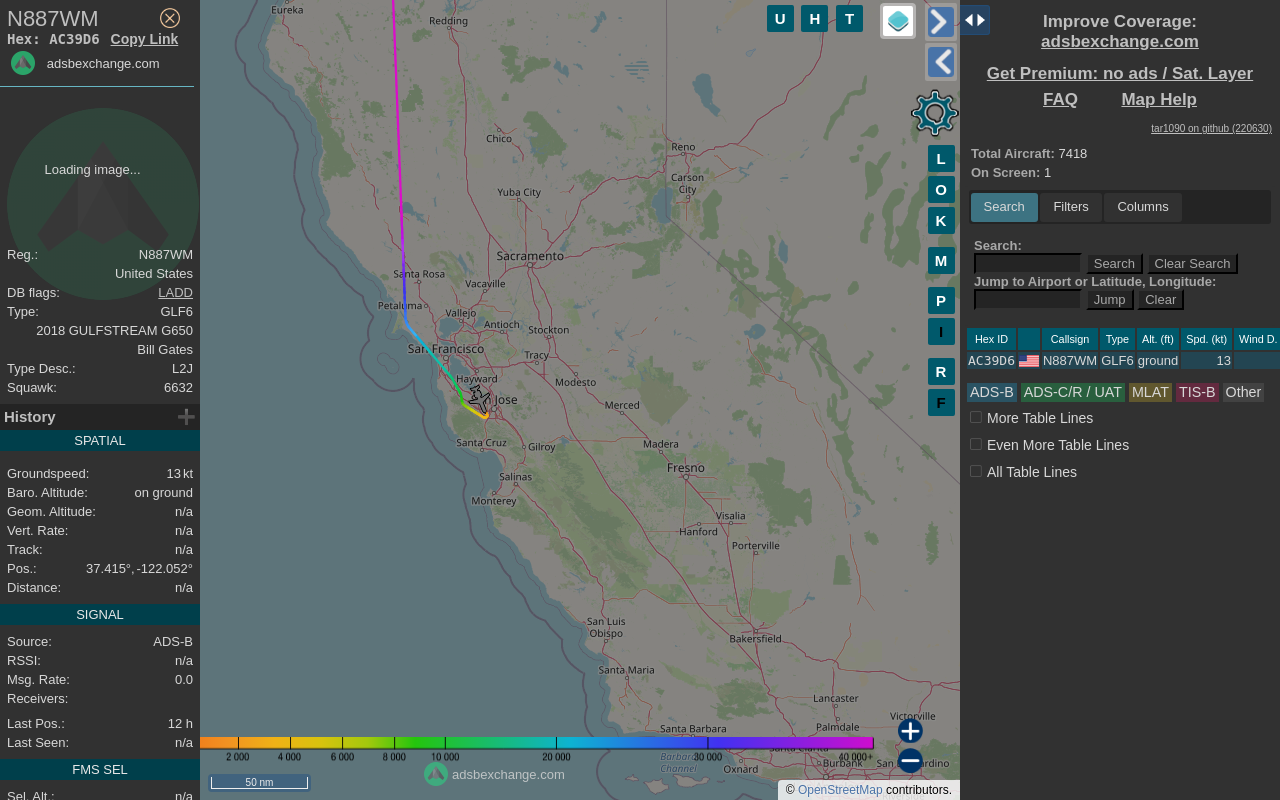 N887WM
Hex: AC39D6 Copy Link
adsbexchange.com
Loading image...
Reg.: N887WM
United States
DB flags: LADD
Type: GLF6
2018 GULFSTREAM G650
Bill Gates
Type Desc.: L2J
Squawk: 6632
History
SPATIAL
Groundspeed: 13 kt
Baro. Altitude: on ground
Geom. Altitude: n/a
Vert. Rate: n/a
Track: n/a
Pos.: 37.415°, -122.052°
Distance: n/a
SIGNAL
Source: ADS-B
RSSI: n/a
Msg. Rate: 0.0
Receivers:
Last Pos.: 12 h
Last Seen: n/a
FMS SEL
Sel. Alt.: n/a
Eureka
Redding
Chico
Reno
Carson
City
Yuba City
Sacramento
Santa Rosa
Vacaville
Petaluma
Vallejo
Antioch
Stockton
San Francisco
Tracy
Hayward
Modesto
Jose
Merced
Santa Cruz
Gilroy
Madera
Fresno
Salinas
Monterey
Visalia
Hanford
Porterville
San Luis
Obispo
Bakersfield
Santa Maria
Lancaster
Palmdale
Victorville
Santa Barbara
Santa Clarita
Barbara
Channel
Oxnard
Burbank
2 000 4 000 6 000 8 000 10 000 20 000 30 000 40 000+
50 nm
adsbexchange.com
© OpenStreetMap contributors.
U H T
L
O
K
M
P
I
R
F
Improve Coverage:
adsbexchange.com
Get Premium: no ads / Sat. Layer
FAQ Map Help
tar1090 on github (220630)
Total Aircraft: 7418
On Screen: 1
Search Filters Columns
Search:
Search Clear Search
Jump to Airport or Latitude, Longitude:
Jump Clear
Hex ID Callsign Type Alt. (ft) Spd. (kt) Wind D.
AC39D6 N887WM GLF6 ground 13
ADS-B ADS-C/R / UAT MLAT TIS-B Other
More Table Lines
Even More Table Lines
All Table Lines